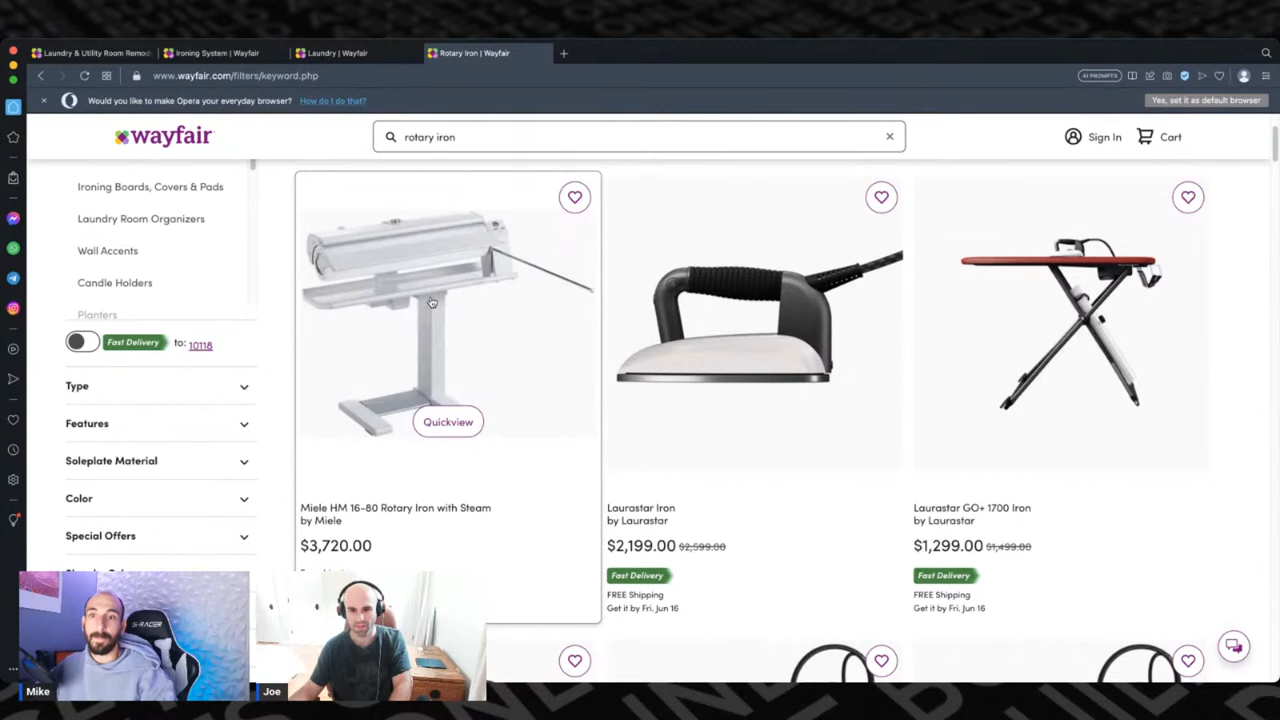 Laundry & Utility Room Remod
Ironing System | Wayfair
Laundry | Wayfair
Rotary Iron | Wayfair
www.wayfair.com/filters/keyword.php
AI PROMPTS
Would you like to make Opera your everyday browser? How do I do that?
Yes, set it as default browser
wayfair
rotary iron
Sign In
Cart
Ironing Boards, Covers & Pads
Laundry Room Organizers
Wall Accents
Candle Holders
Planters
Fast Delivery to: 10118
Type
Features
Soleplate Material
Color
Special Offers
Quickview
Miele HM 16-80 Rotary Iron with Steam
by Miele
$3,720.00
Laurastar Iron
by Laurastar
$2,199.00 $2,599.00
Fast Delivery
FREE Shipping
Get it by Fri. Jun 16
Laurastar GO+ 1700 Iron
by Laurastar
$1,299.00 $1,499.00
Fast Delivery
FREE Shipping
Get it by Fri. Jun 16
S-RACER
Mike
Joe